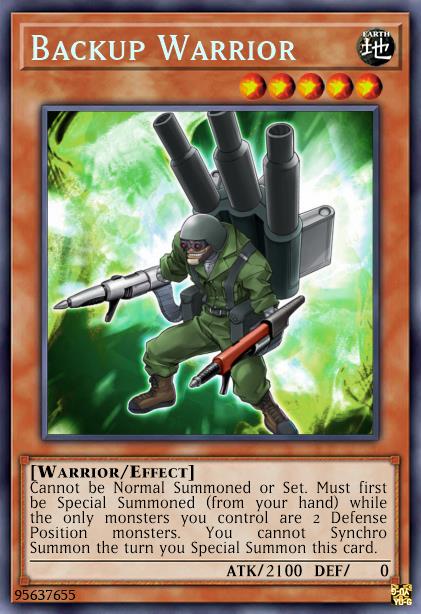 BACKUP WARRIOR
EARTH
地
[WARRIOR/EFFECT]
Cannot be Normal Summoned or Set. Must first
be Special Summoned (from your hand) while
the only monsters you control are 2 Defense
Position monsters. You cannot Synchro
Summon the turn you Special Summon this card.
ATK/2100 DEF/ 0
95637655